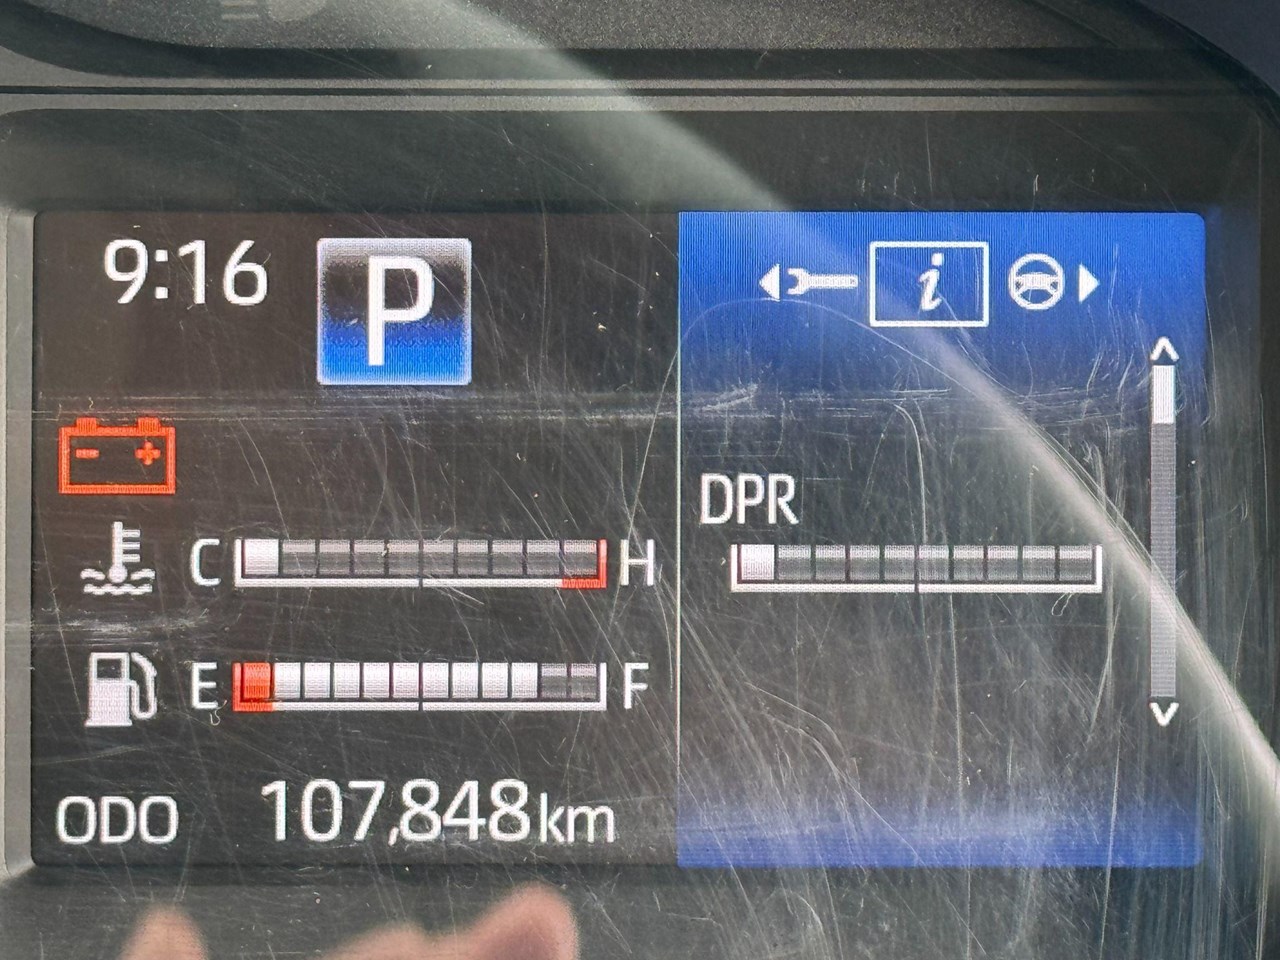 9:16 P
i
- +
DPR
C H
E F
ODO 107,848km